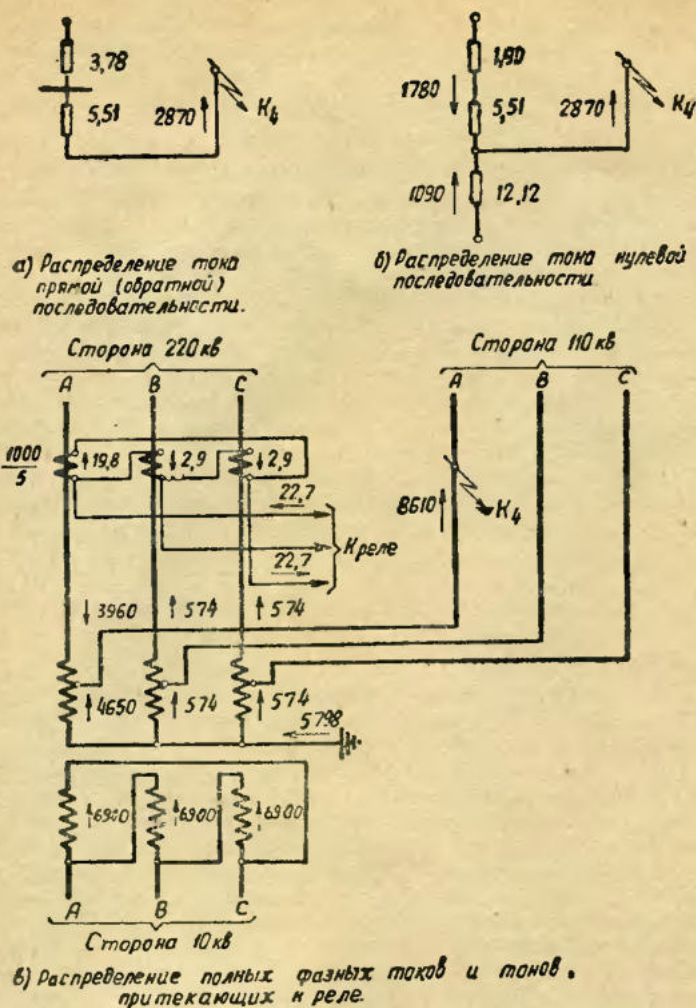 3,78
5,51
2870
К4
1,90
1780
5,51
2870
К4
1090
12,12
а) Распределение тока
прямой (обратной)
последовательности.
б) Распределение тока нулевой
последовательности
Сторона 220 кв
A B C
Сторона 110 кв
A B C
1000
5
19,8
2,9
2,9
22,7
К реле
22,7
8610
К4
3960
574
574
4650
574
574
5798
6900
6900
6900
A B C
Сторона 10 кв
в) Распределение полных фазных токов и токов,
притекающих к реле.